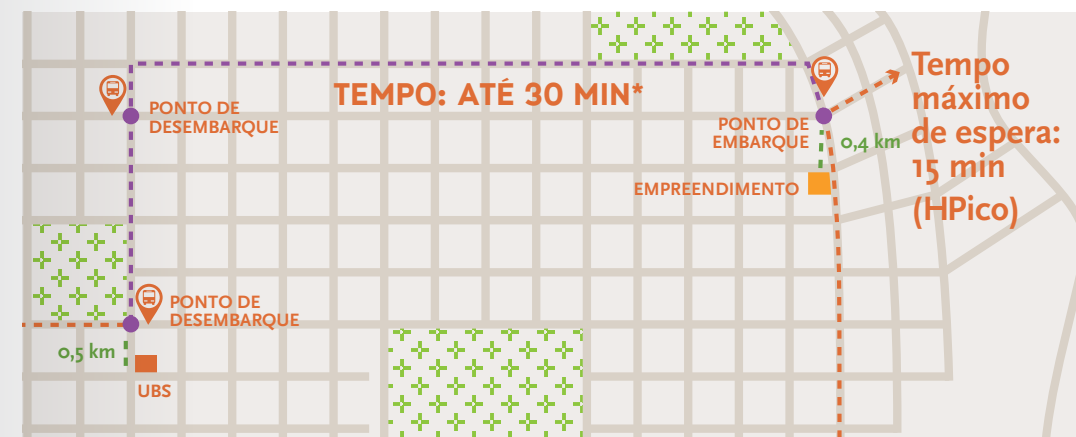 TEMPO: ATÉ 30 MIN*
PONTO DE
DESEMBARQUE
PONTO DE
EMBARQUE
0,4 km
Tempo
máximo
de espera:
15 min
(HPico)
EMPREENDIMENTO
PONTO DE
DESEMBARQUE
0,5 km
UBS